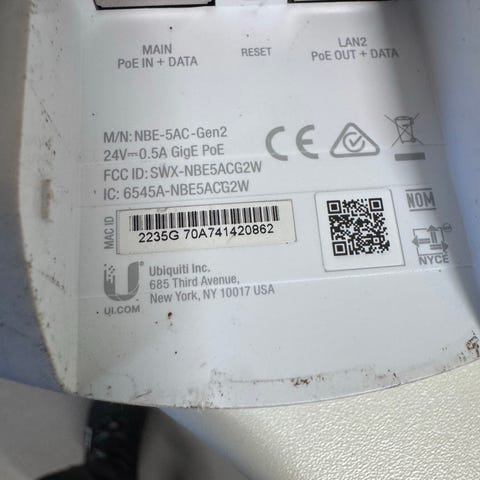 MAIN
PoE IN + DATA
RESET
LAN2
PoE OUT + DATA
M/N: NBE-5AC-Gen2
24V⎓0.5A GigE PoE
FCC ID: SWX-NBE5ACG2W
IC: 6545A-NBE5ACG2W
CE
MAC ID
2235G 70A741420862
NOM
NYCE
U
UI.COM
Ubiquiti Inc.
685 Third Avenue,
New York, NY 10017 USA